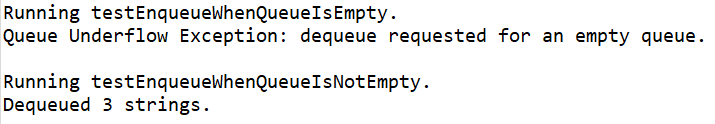 Running testEnqueueWhenQueueIsEmpty.
Queue Underflow Exception: dequeue requested for an empty queue.
Running testEnqueueWhenQueueIsNotEmpty.
Dequeued 3 strings.